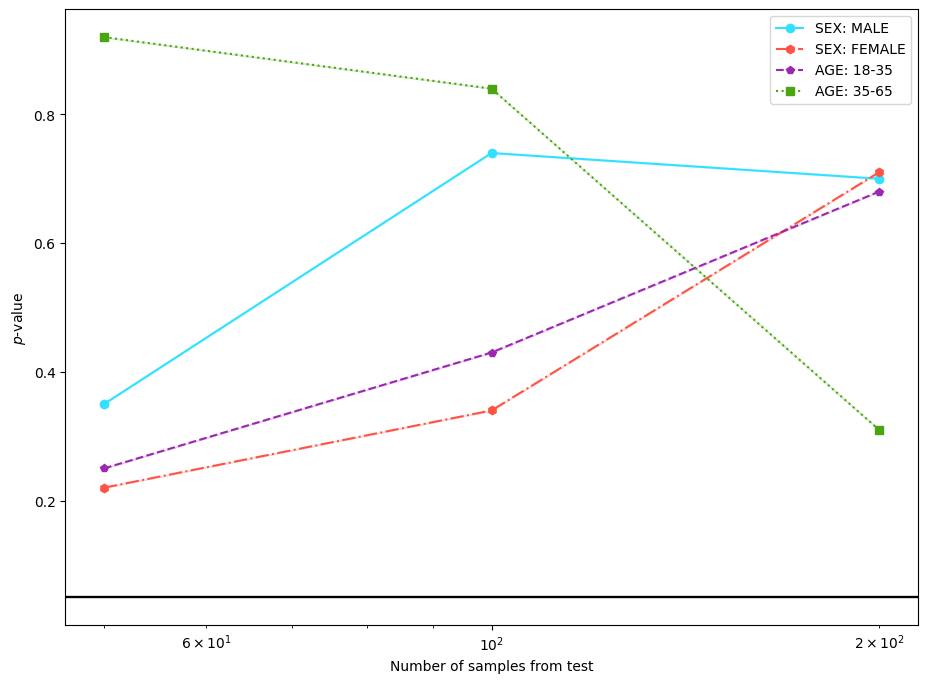 SEX: MALE
SEX: FEMALE
AGE: 18-35
AGE: 35-65
0.8
0.6
0.4
0.2
p-value
6 × 10¹
10²
2 × 10²
Number of samples from test